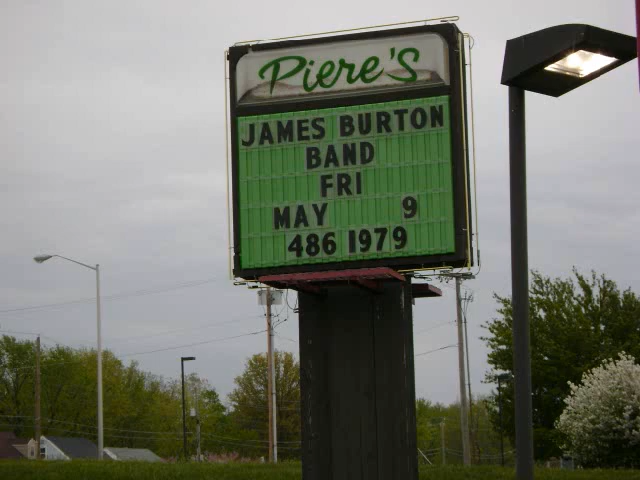 Piere's
JAMES BURTON
BAND
FRI
MAY 9
486 1979